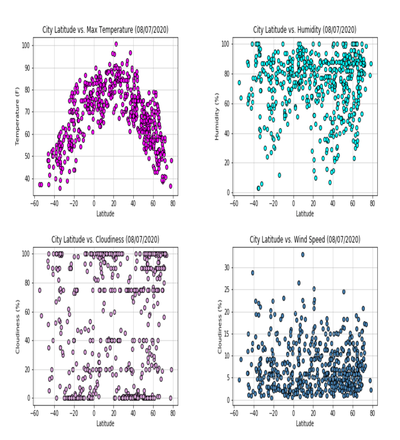 City Latitude vs. Max Temperature (08/07/2020)
100
90
80
70
60
50
40
Temperature (F)
−60 −40 −20 0 20 40 60 80
Latitude
City Latitude vs. Humidity (08/07/2020)
100
80
60
40
20
0
Humidity (%)
−60 −40 −20 0 20 40 60 80
Latitude
City Latitude vs. Cloudiness (08/07/2020)
100
80
60
40
20
0
Cloudiness (%)
−60 −40 −20 0 20 40 60 80
Latitude
City Latitude vs. Wind Speed (08/07/2020)
30
25
20
15
10
5
0
Cloudiness (%)
−60 −40 −20 0 20 40 60 80
Latitude